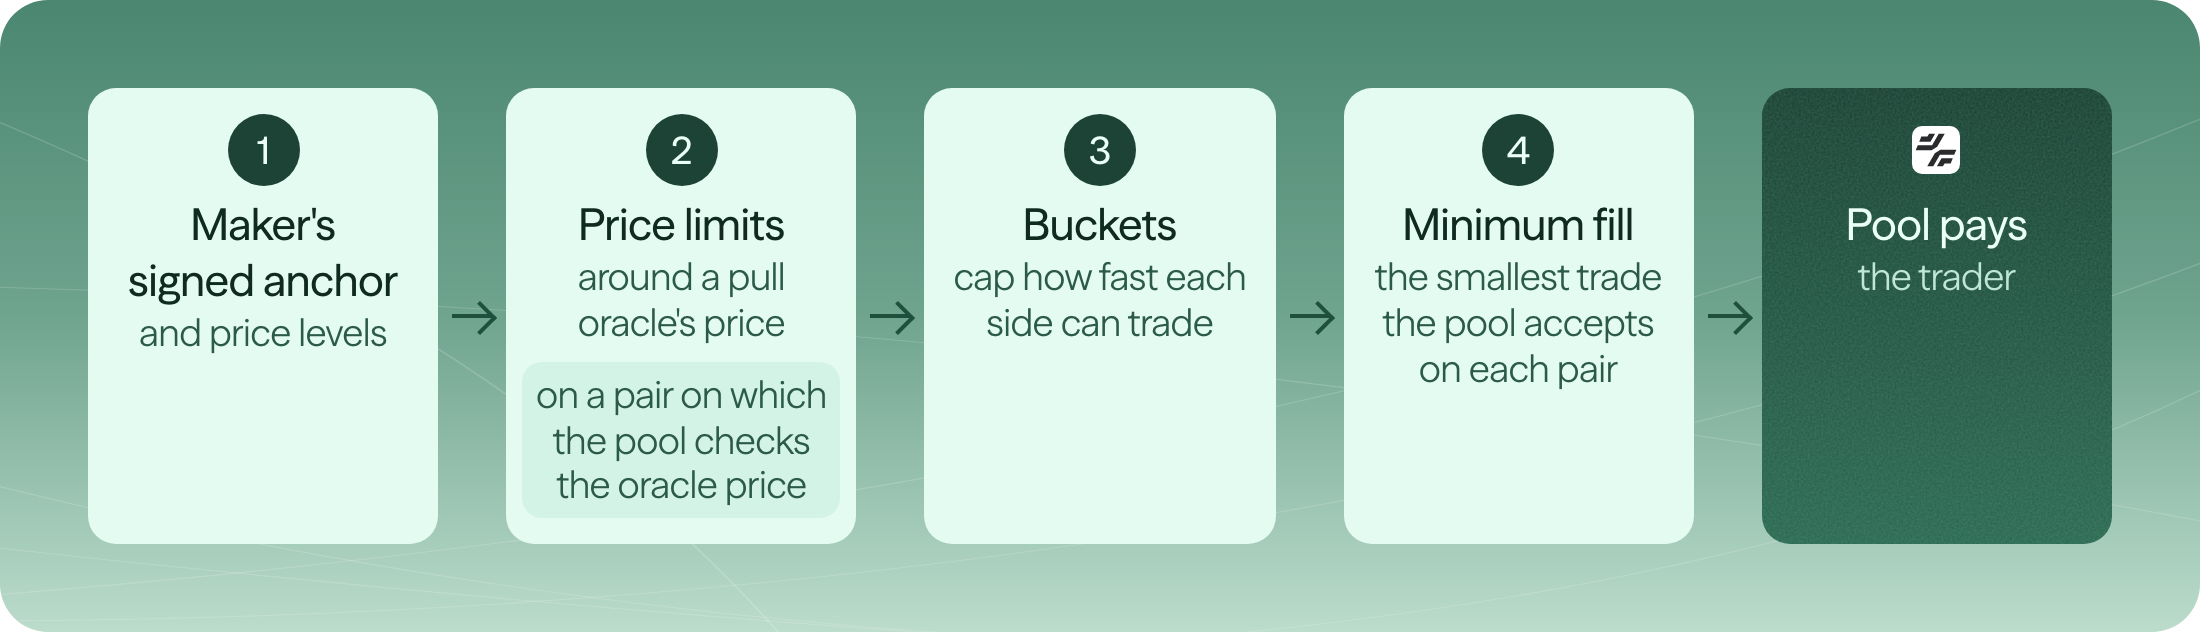 1
Maker's
signed anchor
and price levels
2
Price limits
around a pull
oracle's price
on a pair on which
the pool checks
the oracle price
3
Buckets
cap how fast each
side can trade
4
Minimum fill
the smallest trade
the pool accepts
on each pair
Pool pays
the trader